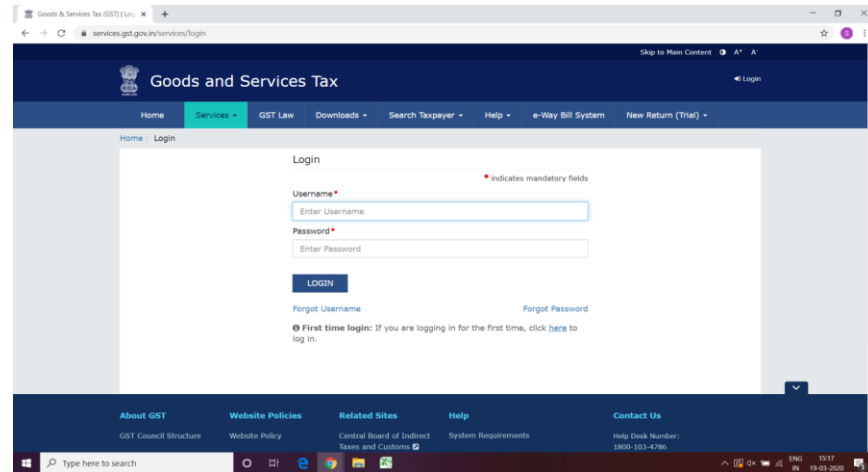 Goods & Services Tax (GST) | Log
services.gst.gov.in/services/login
S
Skip to Main Content A+ A-
Goods and Services Tax
Login
Home Services GST Law Downloads Search Taxpayer Help e-Way Bill System New Return (Trial)
Home Login
Login
• indicates mandatory fields
Username•
Enter Username
Password•
Enter Password
LOGIN
Forgot Username Forgot Password
First time login: If you are logging in for the first time, click here to
log in.
About GST Website Policies Related Sites Help Contact Us
GST Council Structure Website Policy Central Board of Indirect System Requirements Help Desk Number:
Taxes and Customs 1800-103-4786
Type here to search
ENG 15:17
IN 19-03-2020